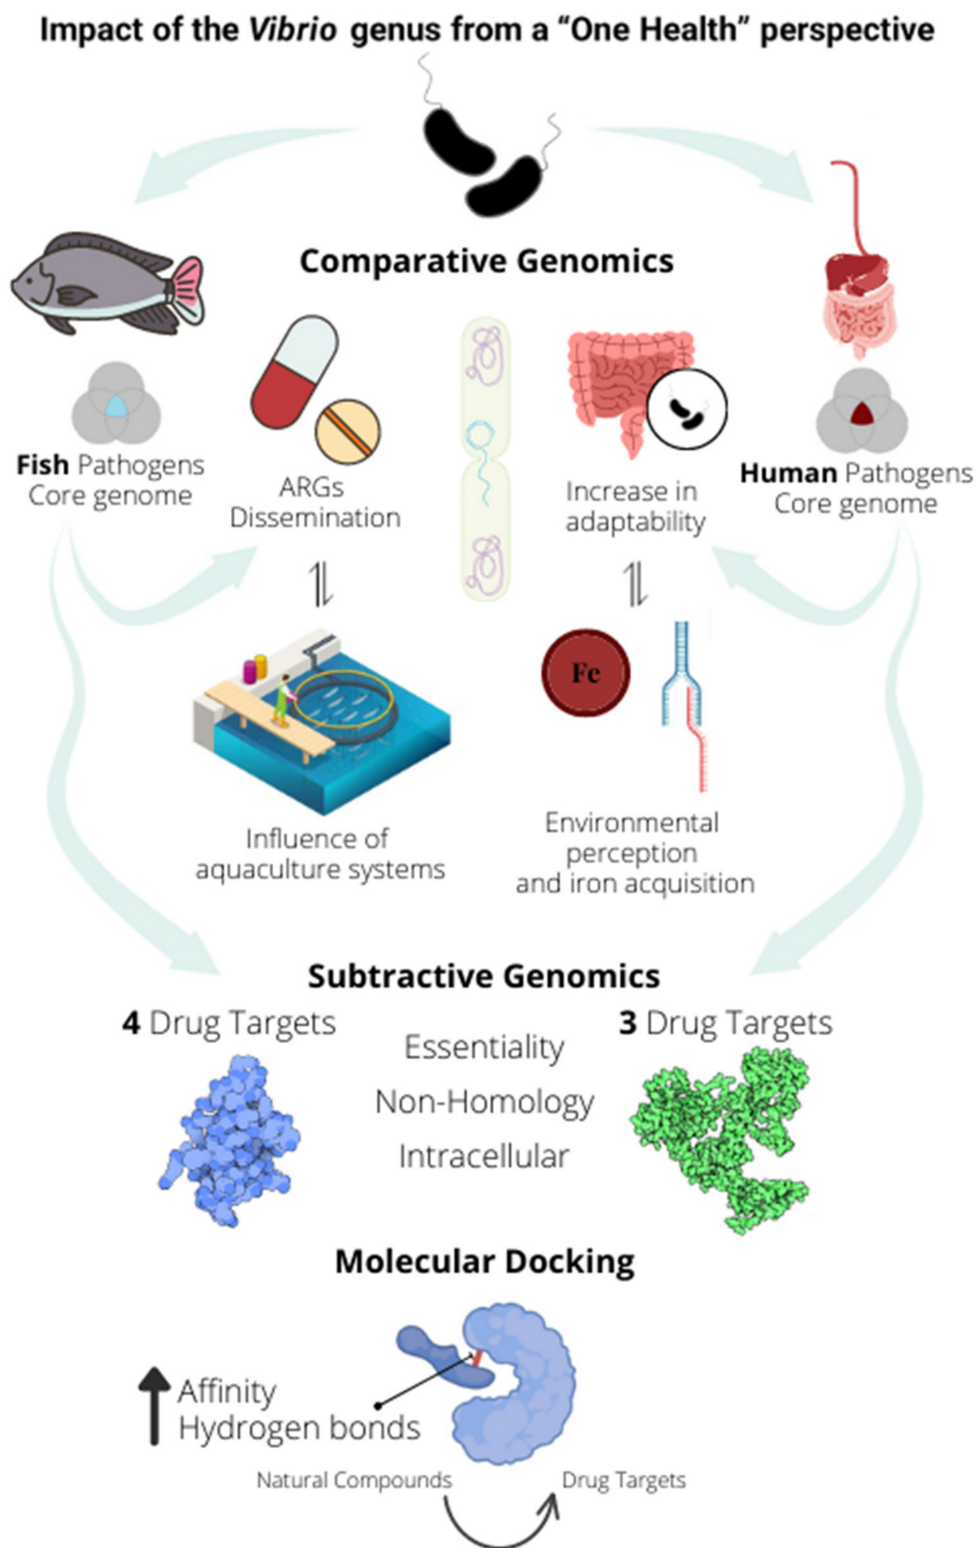 Impact of the Vibrio genus from a “One Health” perspective
Comparative Genomics
Fish Pathogens
Core genome
ARGs
Dissemination
Increase in
adaptability
Human Pathogens
Core genome
Fe
Influence of
aquaculture systems
Environmental
perception
and iron acquisition
Subtractive Genomics
4 Drug Targets
3 Drug Targets
Essentiality
Non-Homology
Intracellular
Molecular Docking
Affinity
Hydrogen bonds
Natural Compounds
Drug Targets